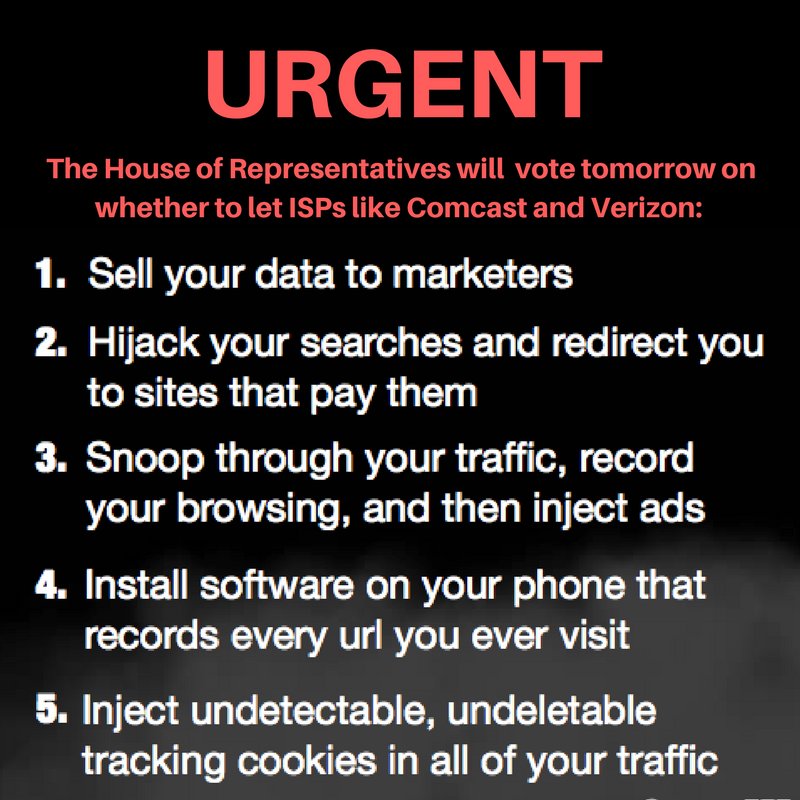 URGENT
The House of Representatives will vote tomorrow on
whether to let ISPs like Comcast and Verizon:
1. Sell your data to marketers
2. Hijack your searches and redirect you
to sites that pay them
3. Snoop through your traffic, record
your browsing, and then inject ads
4. Install software on your phone that
records every url you ever visit
5. Inject undetectable, undeletable
tracking cookies in all of your traffic